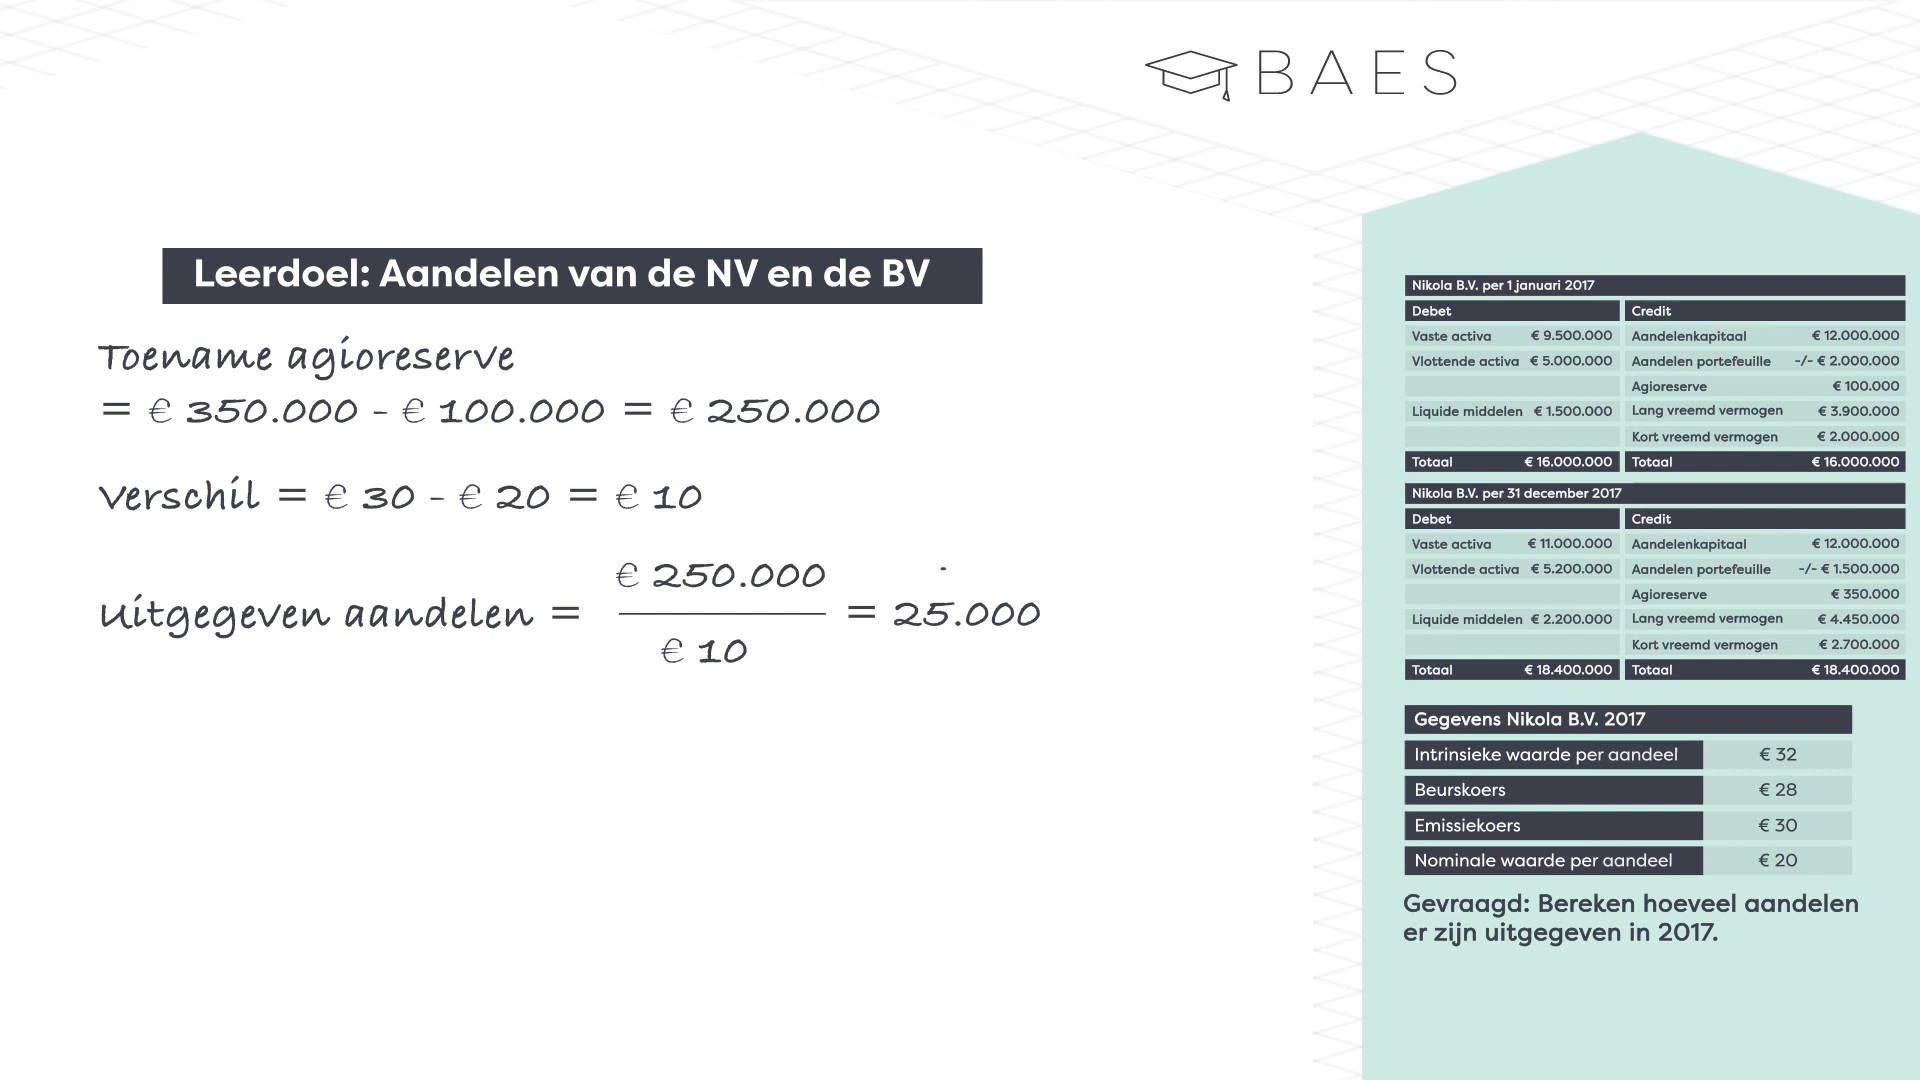 BAES
Leerdoel: Aandelen van de NV en de BV
Toename agioreserve
= € 350.000 - € 100.000 = € 250.000
Verschil = € 30 - € 20 = € 10
€ 250.000
Uitgegeven aandelen = = 25.000
€ 10
Nikola B.V. per 1 januari 2017
Debet Credit
Vaste activa € 9.500.000 Aandelenkapitaal € 12.000.000
Vlottende activa € 5.000.000 Aandelen portefeuille -/- € 2.000.000
Agioreserve € 100.000
Liquide middelen € 1.500.000 Lang vreemd vermogen € 3.900.000
Kort vreemd vermogen € 2.000.000
Totaal € 16.000.000 Totaal € 16.000.000
Nikola B.V. per 31 december 2017
Debet Credit
Vaste activa € 11.000.000 Aandelenkapitaal € 12.000.000
Vlottende activa € 5.200.000 Aandelen portefeuille -/- € 1.500.000
Agioreserve € 350.000
Liquide middelen € 2.200.000 Lang vreemd vermogen € 4.450.000
Kort vreemd vermogen € 2.700.000
Totaal € 18.400.000 Totaal € 18.400.000
Gegevens Nikola B.V. 2017
Intrinsieke waarde per aandeel € 32
Beurskoers € 28
Emissiekoers € 30
Nominale waarde per aandeel € 20
Gevraagd: Bereken hoeveel aandelen
er zijn uitgegeven in 2017.